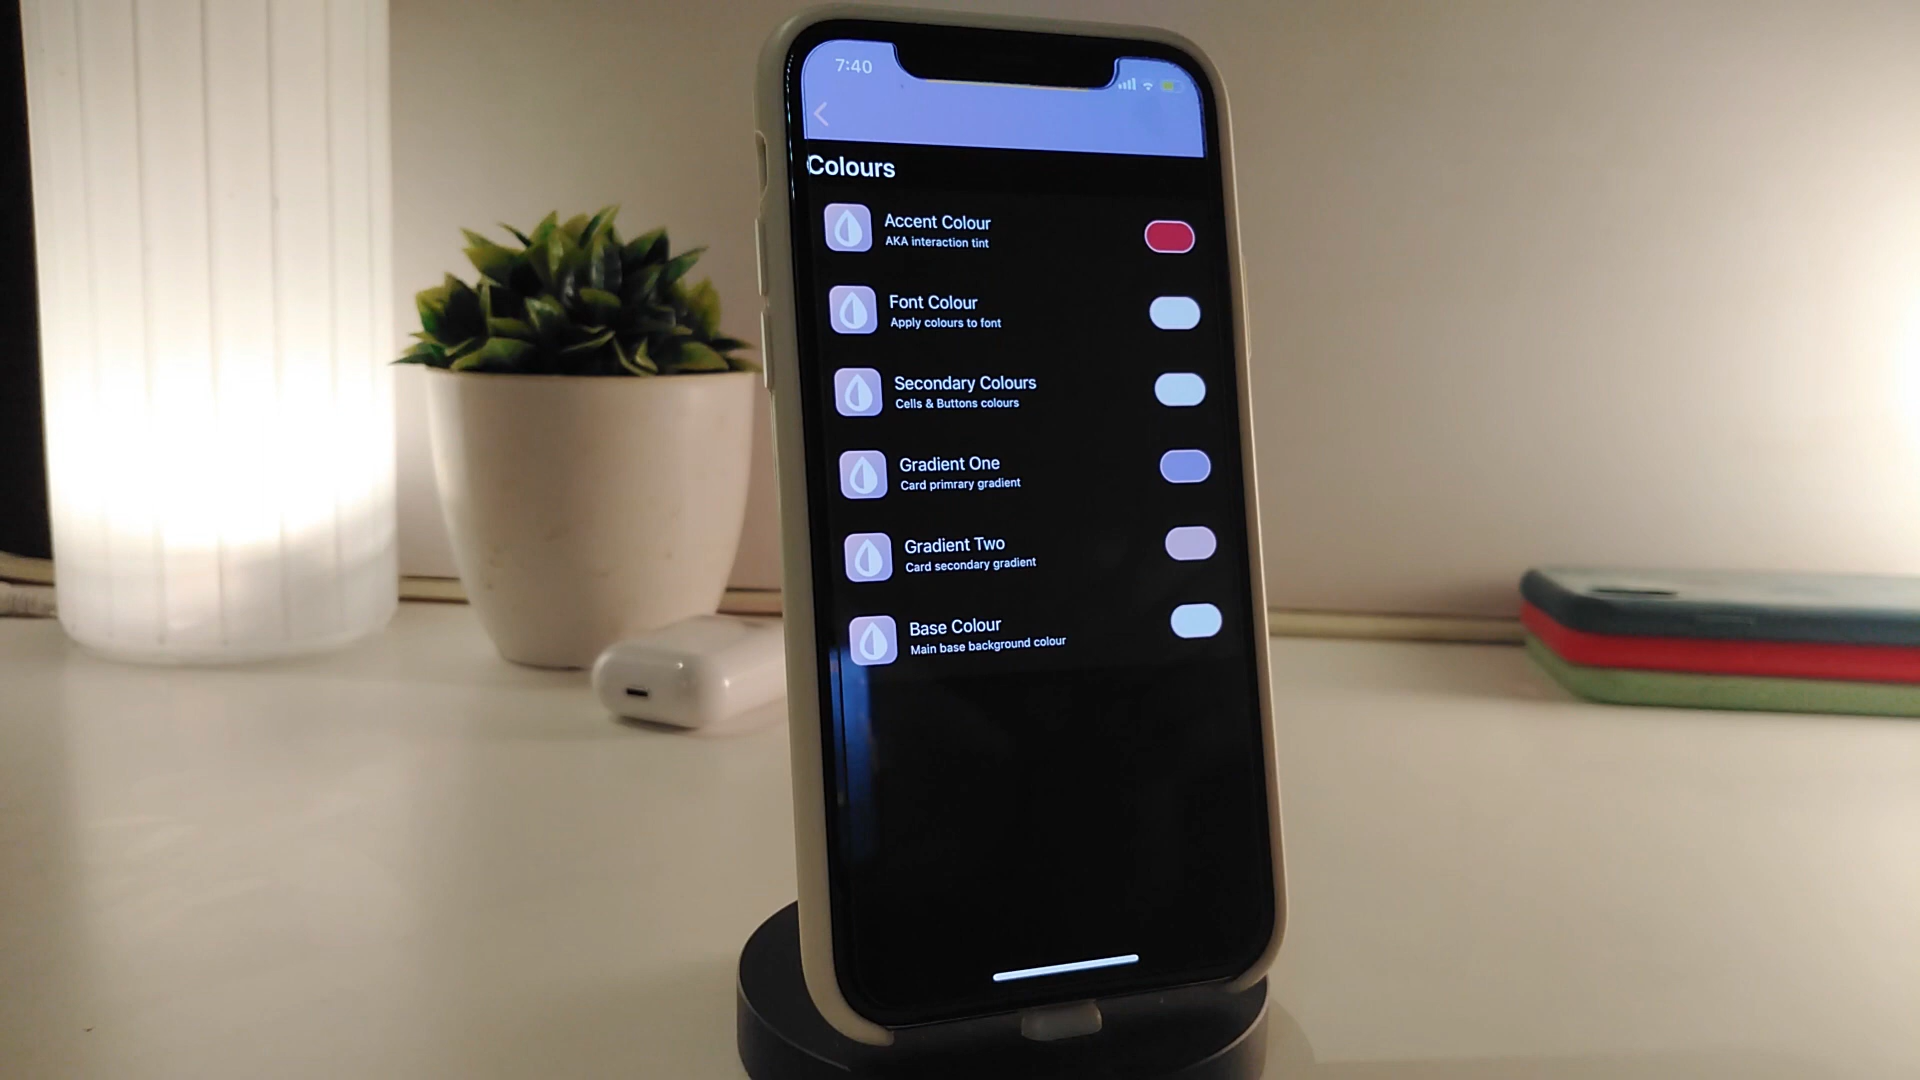 7:40
Colours
Accent Colour
AKA interaction tint
Font Colour
Apply colours to font
Secondary Colours
Cells & Buttons colours
Gradient One
Card primrary gradient
Gradient Two
Card secondary gradient
Base Colour
Main base background colour